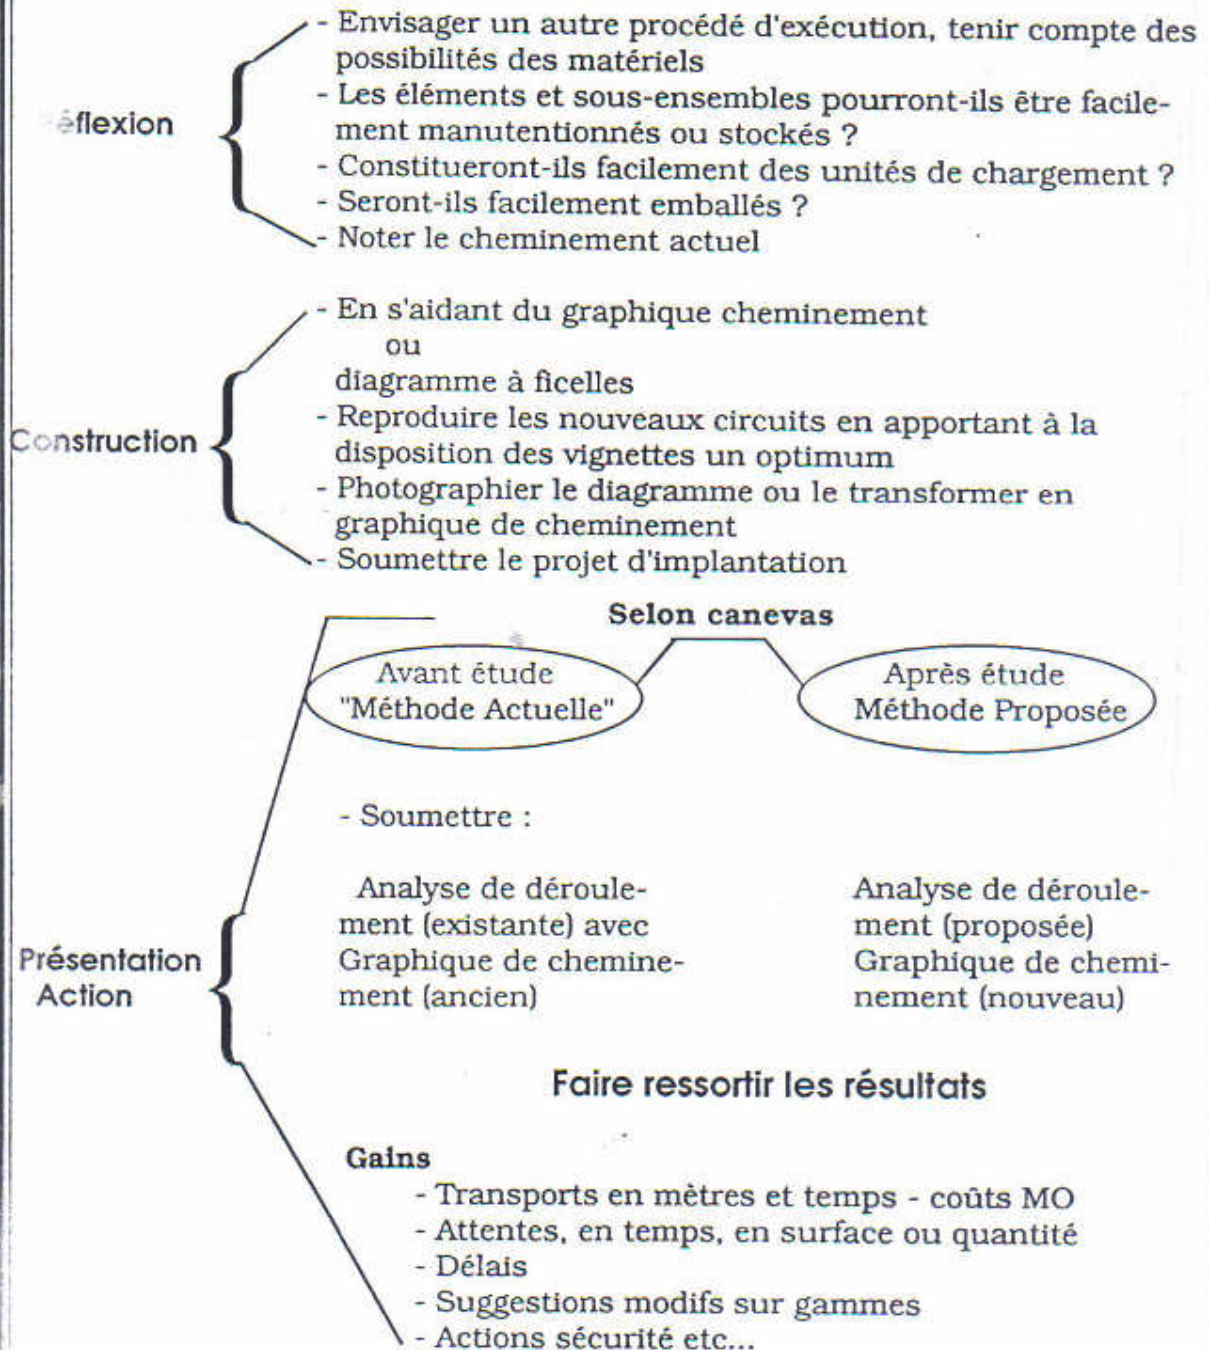 - Envisager un autre procédé d'exécution, tenir compte des
possibilités des matériels
- Les éléments et sous-ensembles pourront-ils être facile-
ment manutentionnés ou stockés ?
éflexion
- Constitueront-ils facilement des unités de chargement ?
- Seront-ils facilement emballés ?
- Noter le cheminement actuel
- En s'aidant du graphique cheminement
ou
diagramme à ficelles
- Reproduire les nouveaux circuits en apportant à la
Construction
disposition des vignettes un optimum
- Photographier le diagramme ou le transformer en
graphique de cheminement
- Soumettre le projet d'implantation
Selon canevas
Avant étude
"Méthode Actuelle"
Après étude
Méthode Proposée
- Soumettre :
Analyse de déroule-
ment (existante) avec
Graphique de chemine-
ment (ancien)
Analyse de déroule-
ment (proposée)
Graphique de chemi-
nement (nouveau)
Présentation
Action
Faire ressortir les résultats
Gains
- Transports en mètres et temps - coûts MO
- Attentes, en temps, en surface ou quantité
- Délais
- Suggestions modifs sur gammes
- Actions sécurité etc...